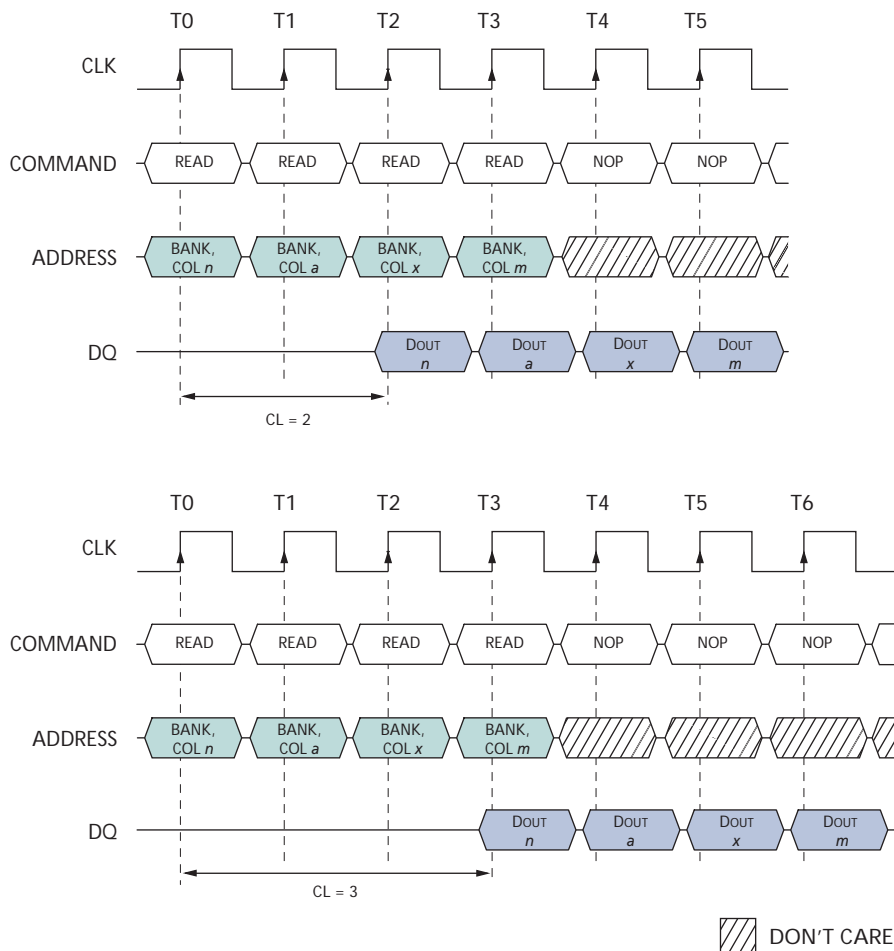 T0 T1 T2 T3 T4 T5
CLK
COMMAND READ READ READ READ NOP NOP
ADDRESS BANK, COL n BANK, COL a BANK, COL x BANK, COL m
DQ DOUT n DOUT a DOUT x DOUT m
CL = 2
T0 T1 T2 T3 T4 T5 T6
CLK
COMMAND READ READ READ READ NOP NOP NOP
ADDRESS BANK, COL n BANK, COL a BANK, COL x BANK, COL m
DQ DOUT n DOUT a DOUT x DOUT m
CL = 3
DON'T CARE